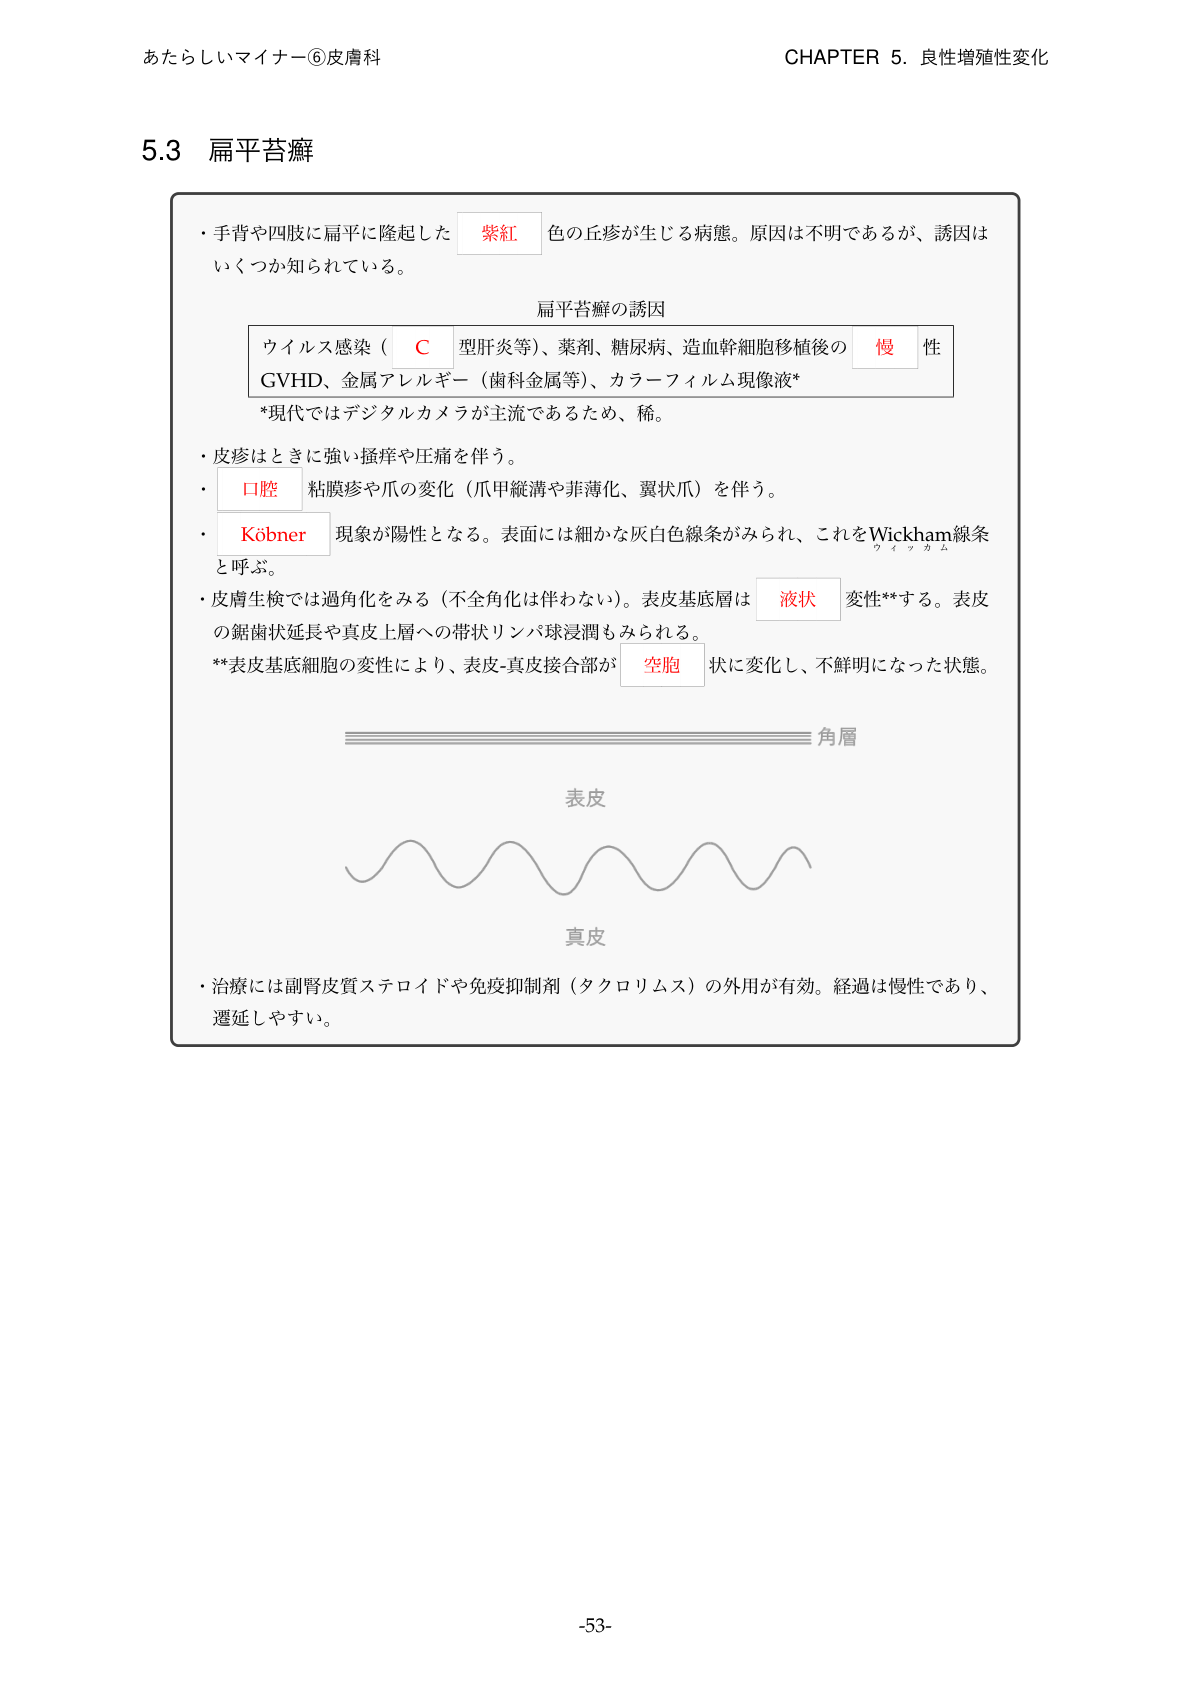 あたらしいマイナー⑥皮膚科 CHAPTER 5. 良性増殖性変化
5.3 扁平苔癬
・手背や四肢に扁平に隆起した 紫紅 色の丘疹が生じる病態。原因は不明であるが、誘因は
いくつか知られている。
扁平苔癬の誘因
ウイルス感染（ C 型肝炎等）、薬剤、糖尿病、造血幹細胞移植後の 慢 性
GVHD、金属アレルギー（歯科金属等）、カラーフィルム現像液*
*現代ではデジタルカメラが主流であるため、稀。
・皮疹はときに強い掻痒や圧痛を伴う。
・ 口腔 粘膜疹や爪の変化（爪甲縦溝や菲薄化、翼状爪）を伴う。
・ Köbner 現象が陽性となる。表面には細かな灰白色線条がみられ、これをWickham線条
ウィッカム
と呼ぶ。
・皮膚生検では過角化をみる（不全角化は伴わない）。表皮基底層は 液状 変性**する。表皮
の鋸歯状延長や真皮上層への帯状リンパ球浸潤もみられる。
**表皮基底細胞の変性により、表皮-真皮接合部が 空胞 状に変化し、不鮮明になった状態。
角層
表皮
真皮
・治療には副腎皮質ステロイドや免疫抑制剤（タクロリムス）の外用が有効。経過は慢性であり、
遷延しやすい。
-53-